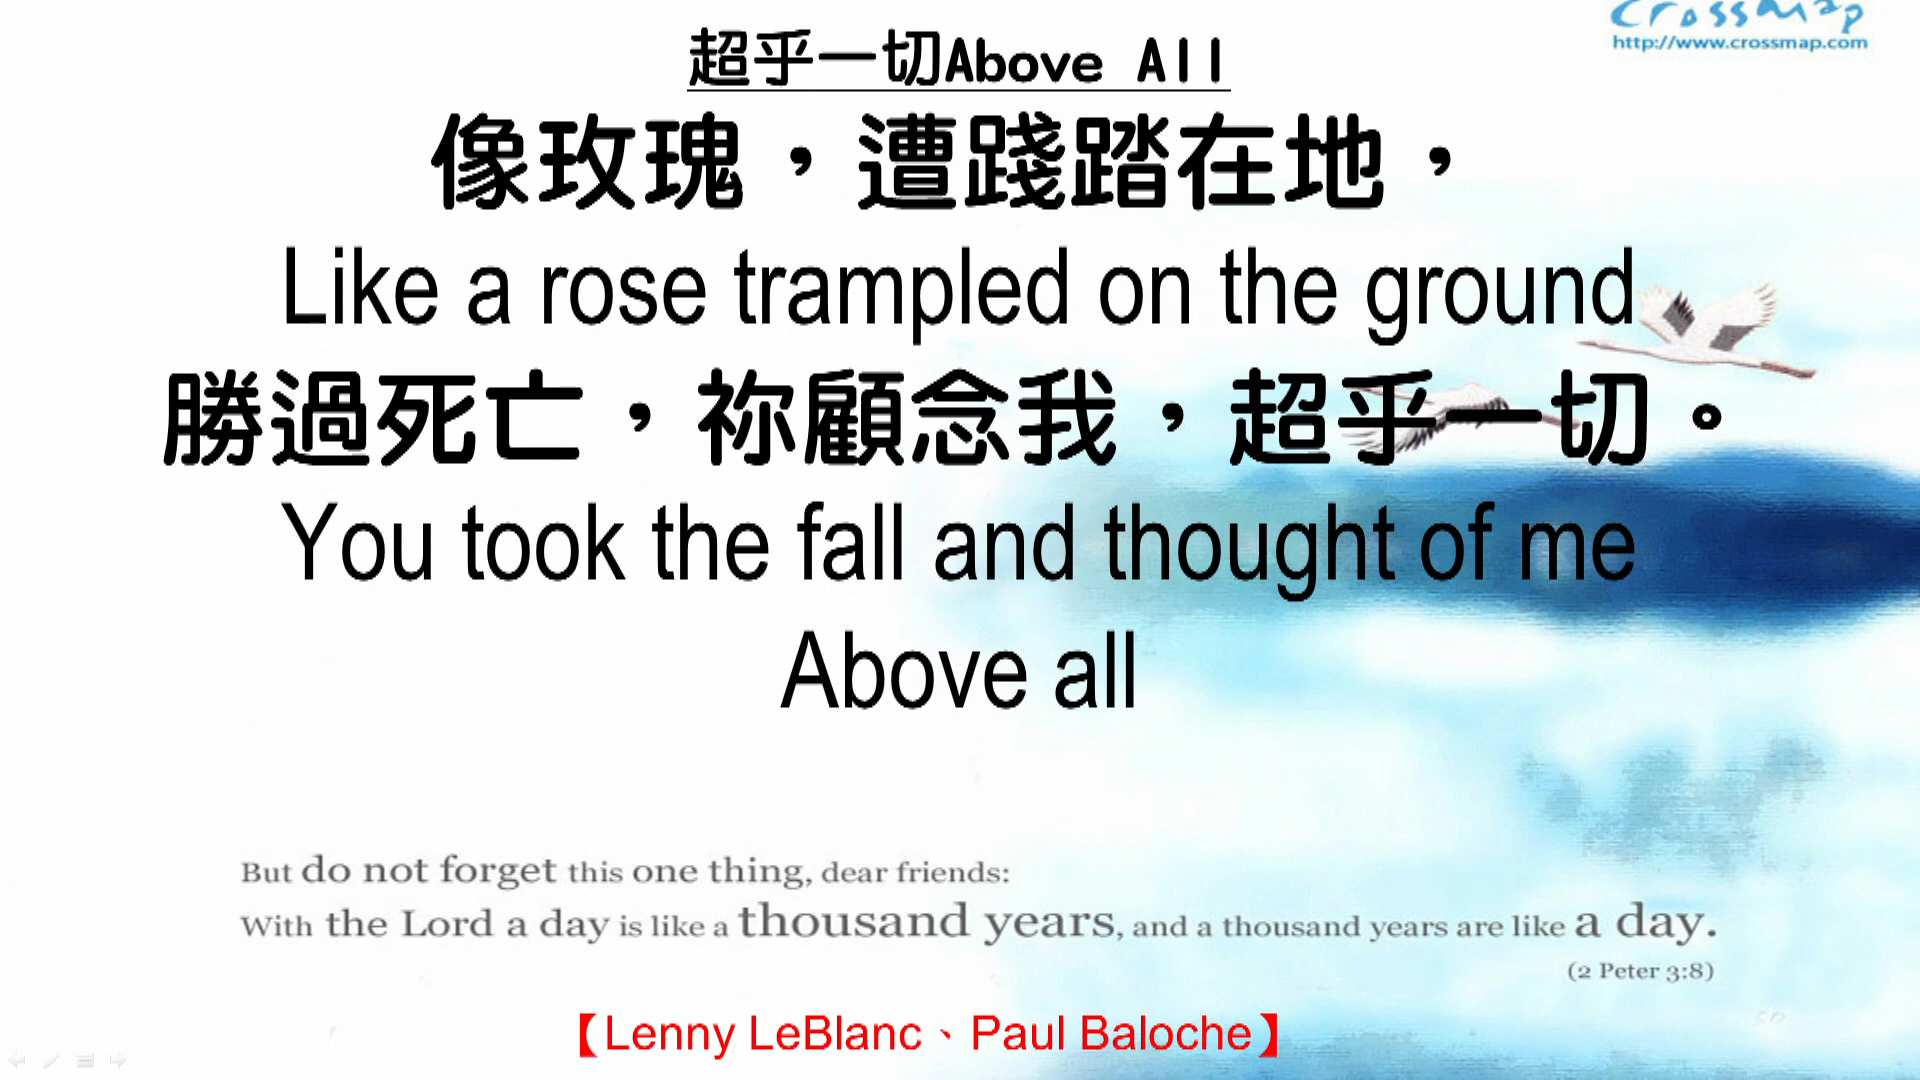 crossmap
http://www.crossmap.com
超乎一切Above All
像玫瑰，遭踐踏在地，
Like a rose trampled on the ground
勝過死亡，祢顧念我，超乎一切。
You took the fall and thought of me
Above all
But do not forget this one thing, dear friends:
With the Lord a day is like a thousand years, and a thousand years are like a day.
(2 Peter 3:8)
【Lenny LeBlanc、Paul Baloche】